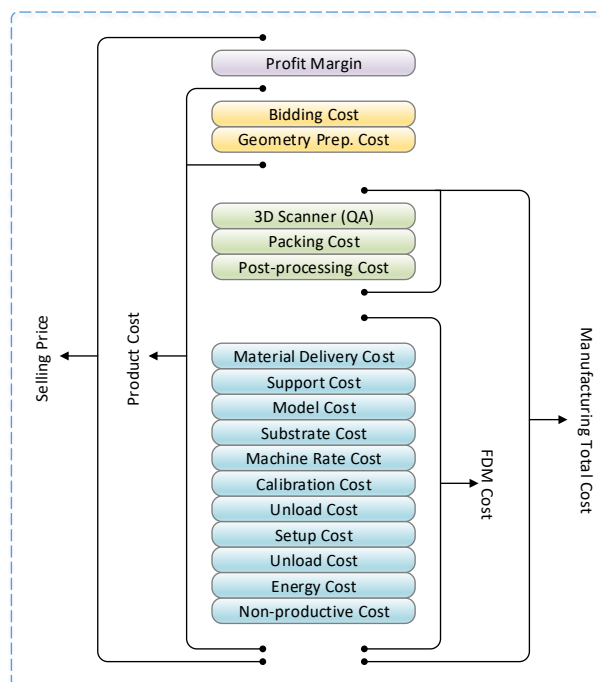 Profit Margin
Bidding Cost
Geometry Prep. Cost
3D Scanner (QA)
Packing Cost
Post-processing Cost
Material Delivery Cost
Support Cost
Model Cost
Substrate Cost
Machine Rate Cost
Calibration Cost
Unload Cost
Setup Cost
Unload Cost
Energy Cost
Non-productive Cost
Selling Price
Product Cost
FDM Cost
Manufacturing Total Cost